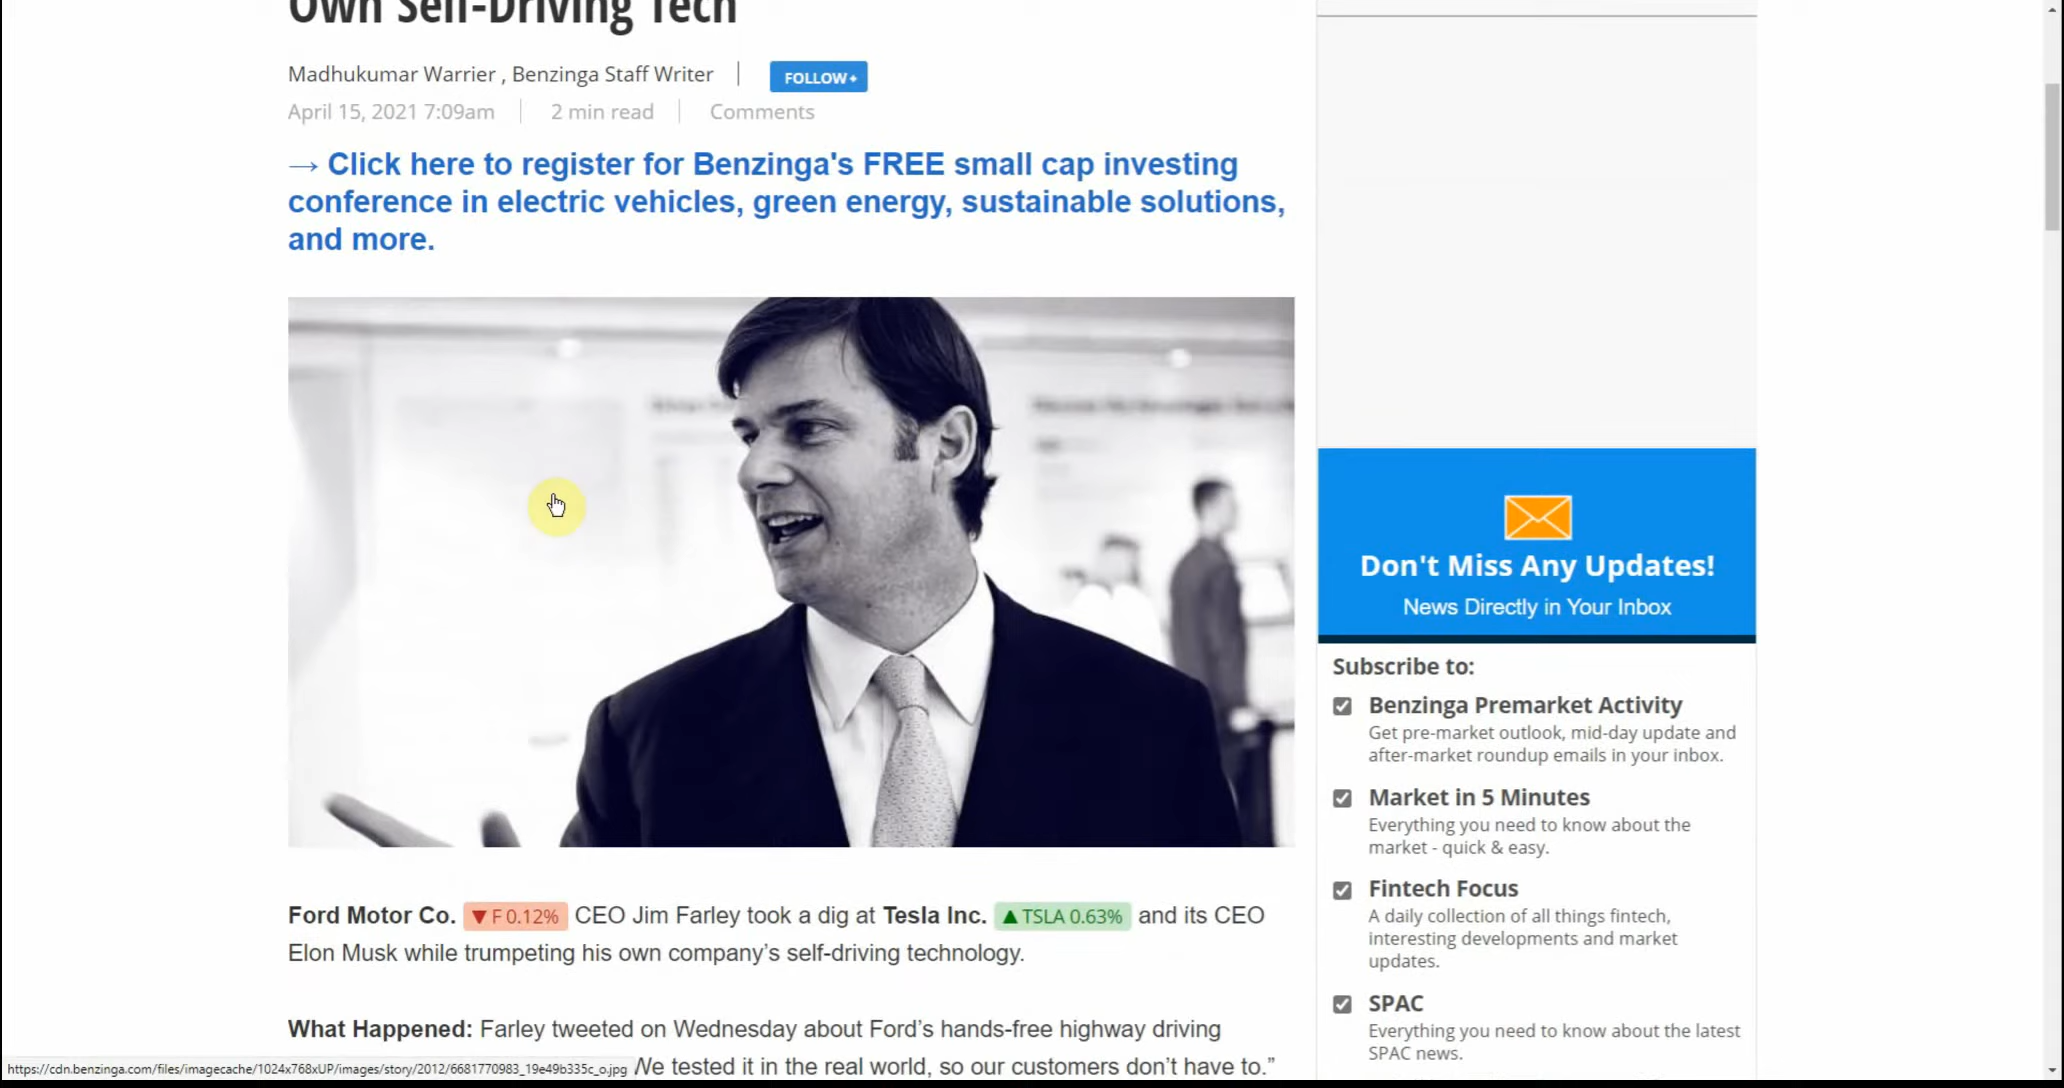 Own Self-Driving Tech
Madhukumar Warrier , Benzinga Staff Writer
FOLLOW+
April 15, 2021 7:09am
2 min read
Comments
→ Click here to register for Benzinga's FREE small cap investing
conference in electric vehicles, green energy, sustainable solutions,
and more.
Ford Motor Co. ▼ F 0.12% CEO Jim Farley took a dig at Tesla Inc. ▲ TSLA 0.63% and its CEO
Elon Musk while trumpeting his own company’s self-driving technology.
What Happened: Farley tweeted on Wednesday about Ford’s hands-free highway driving
We tested it in the real world, so our customers don’t have to.”
https://cdn.benzinga.com/files/imagecache/1024x768xUP/images/story/2012/6681770983_19e49b335c_o.jpg
Don't Miss Any Updates!
News Directly in Your Inbox
Subscribe to:
Benzinga Premarket Activity
Get pre-market outlook, mid-day update and
after-market roundup emails in your inbox.
Market in 5 Minutes
Everything you need to know about the
market - quick & easy.
Fintech Focus
A daily collection of all things fintech,
interesting developments and market
updates.
SPAC
Everything you need to know about the latest
SPAC news.